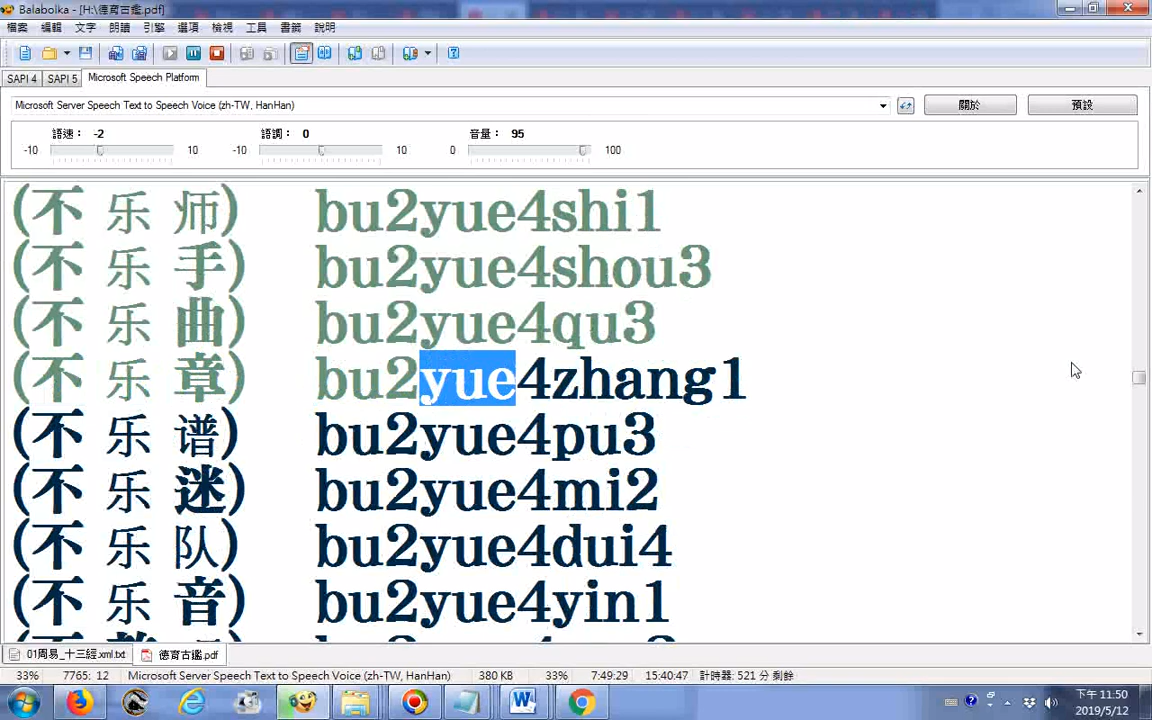 Balabolka - [H:\德育古鑑.pdf]
檔案 編輯 文字 朗讀 引擎 選項 檢視 工具 書籤 說明
SAPI 4 SAPI 5 Microsoft Speech Platform
Microsoft Server Speech Text to Speech Voice (zh-TW, HanHan) 關於 預設
語速： -2 語調： 0 音量： 95
-10 10 -10 10 0 100
(不 乐 师) bu2yue4shi1
(不 乐 手) bu2yue4shou3
(不 乐 曲) bu2yue4qu3
(不 乐 章) bu2yue4zhang1
(不 乐 谱) bu2yue4pu3
(不 乐 迷) bu2yue4mi2
(不 乐 队) bu2yue4dui4
(不 乐 音) bu2yue4yin1
01周易_十三經.xml.txt 德育古鑑.pdf
33% 7765: 12 Microsoft Server Speech Text to Speech Voice (zh-TW, HanHan) 380 KB 33% 7:49:29 15:40:47 計時器: 521 分 剩餘
下午 11:50
2019/5/12